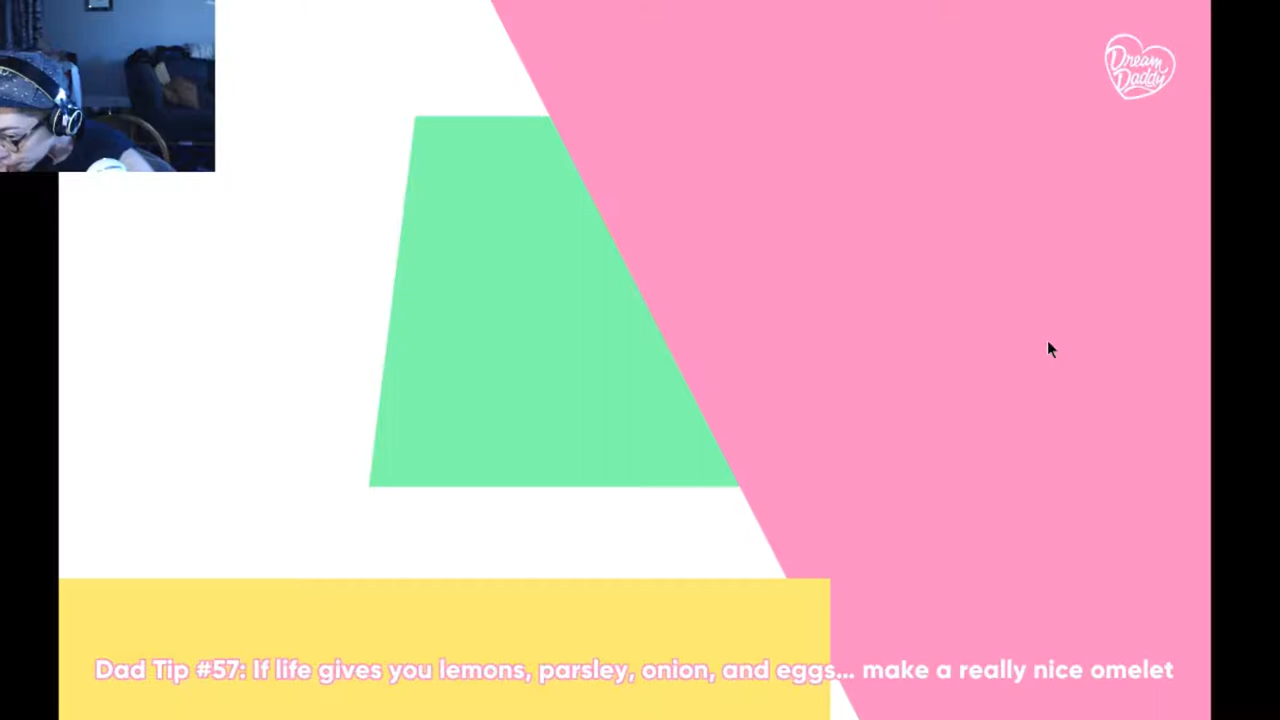 Dream
Daddy
Dad Tip #57: If life gives you lemons, parsley, onion, and eggs... make a really nice omelet